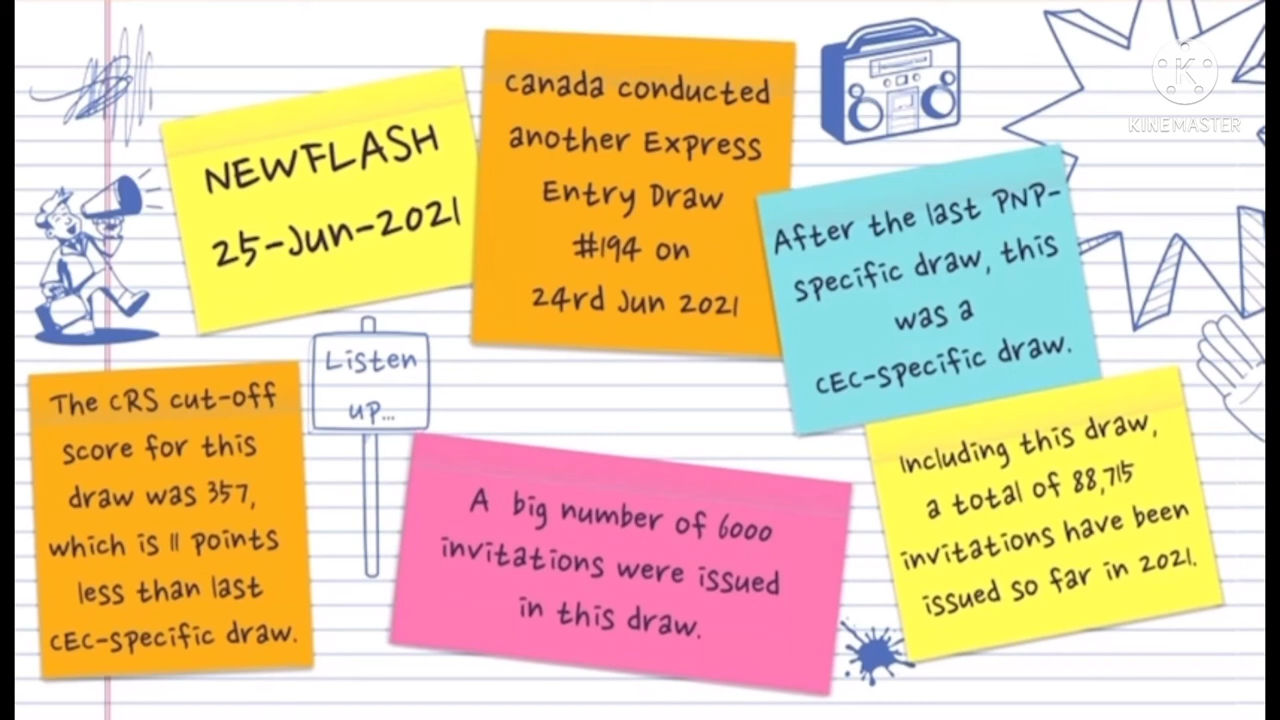 NEWFLASH
25-Jun-2021
Canada conducted
another Express
Entry Draw
#194 on
24rd Jun 2021
After the last PNP-
specific draw, this
was a
CEC-specific draw.
The CRS cut-off
score for this
draw was 357,
which is 11 points
less than last
CEC-specific draw.
Listen
up...
A big number of 6000
invitations were issued
in this draw.
Including this draw,
a total of 88,715
invitations have been
issued so far in 2021.
K
KINEMASTER